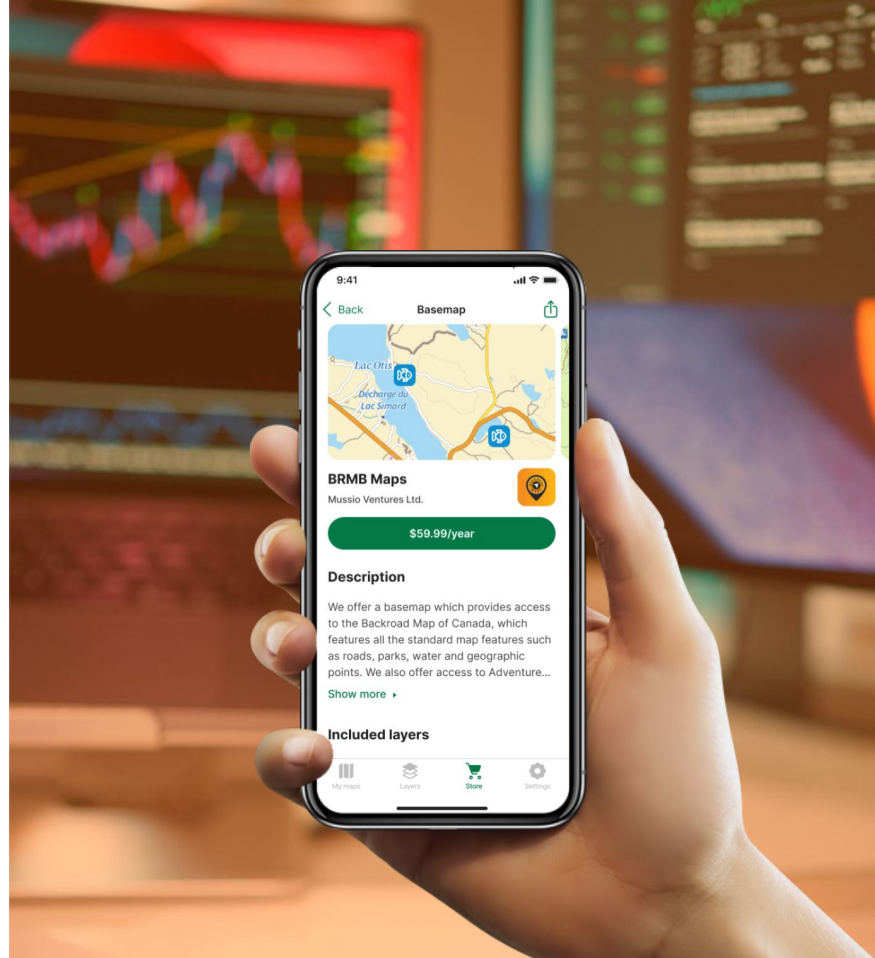 9:41
Back
Basemap
Lac Otis
Décharge du
Lac Simard
BRMB Maps
Mussio Ventures Ltd.
$59.99/year
Description
We offer a basemap which provides access
to the Backroad Map of Canada, which
features all the standard map features such
as roads, parks, water and geographic
points. We also offer access to Adventure...
Show more
Included layers
My maps
Layers
Store
Settings